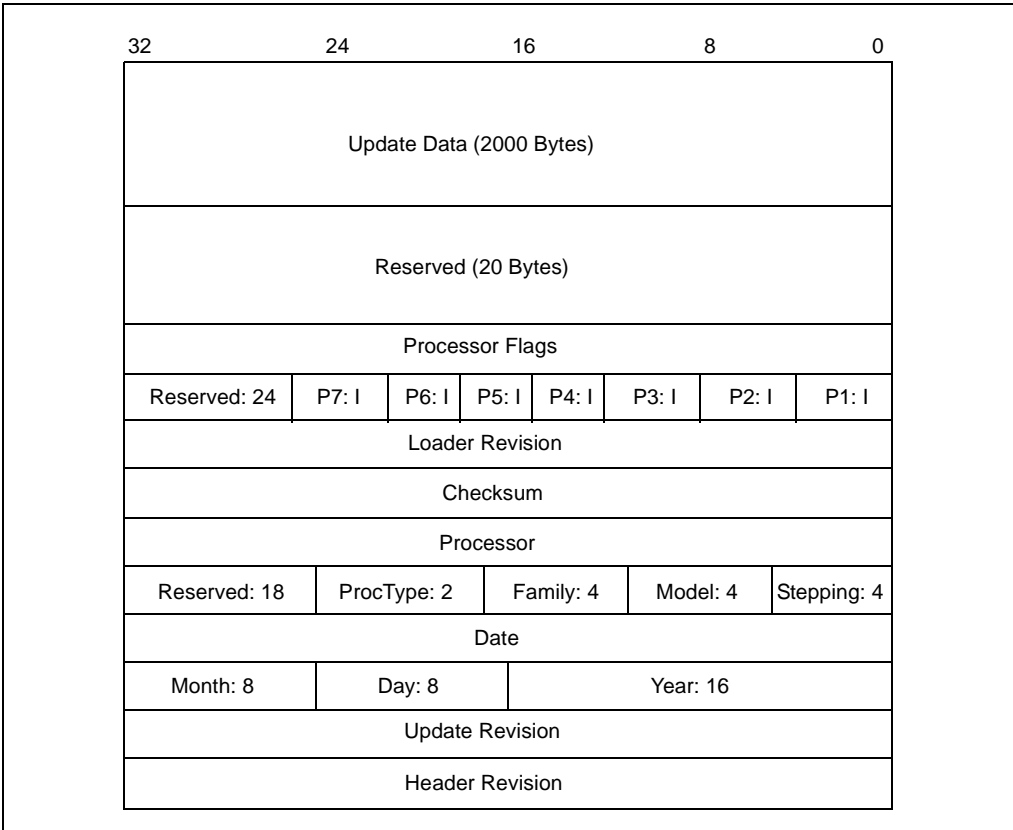 32 24 16 8 0
Update Data (2000 Bytes)
Reserved (20 Bytes)
Processor Flags
Reserved: 24 P7: I P6: I P5: I P4: I P3: I P2: I P1: I
Loader Revision
Checksum
Processor
Reserved: 18 ProcType: 2 Family: 4 Model: 4 Stepping: 4
Date
Month: 8 Day: 8 Year: 16
Update Revision
Header Revision